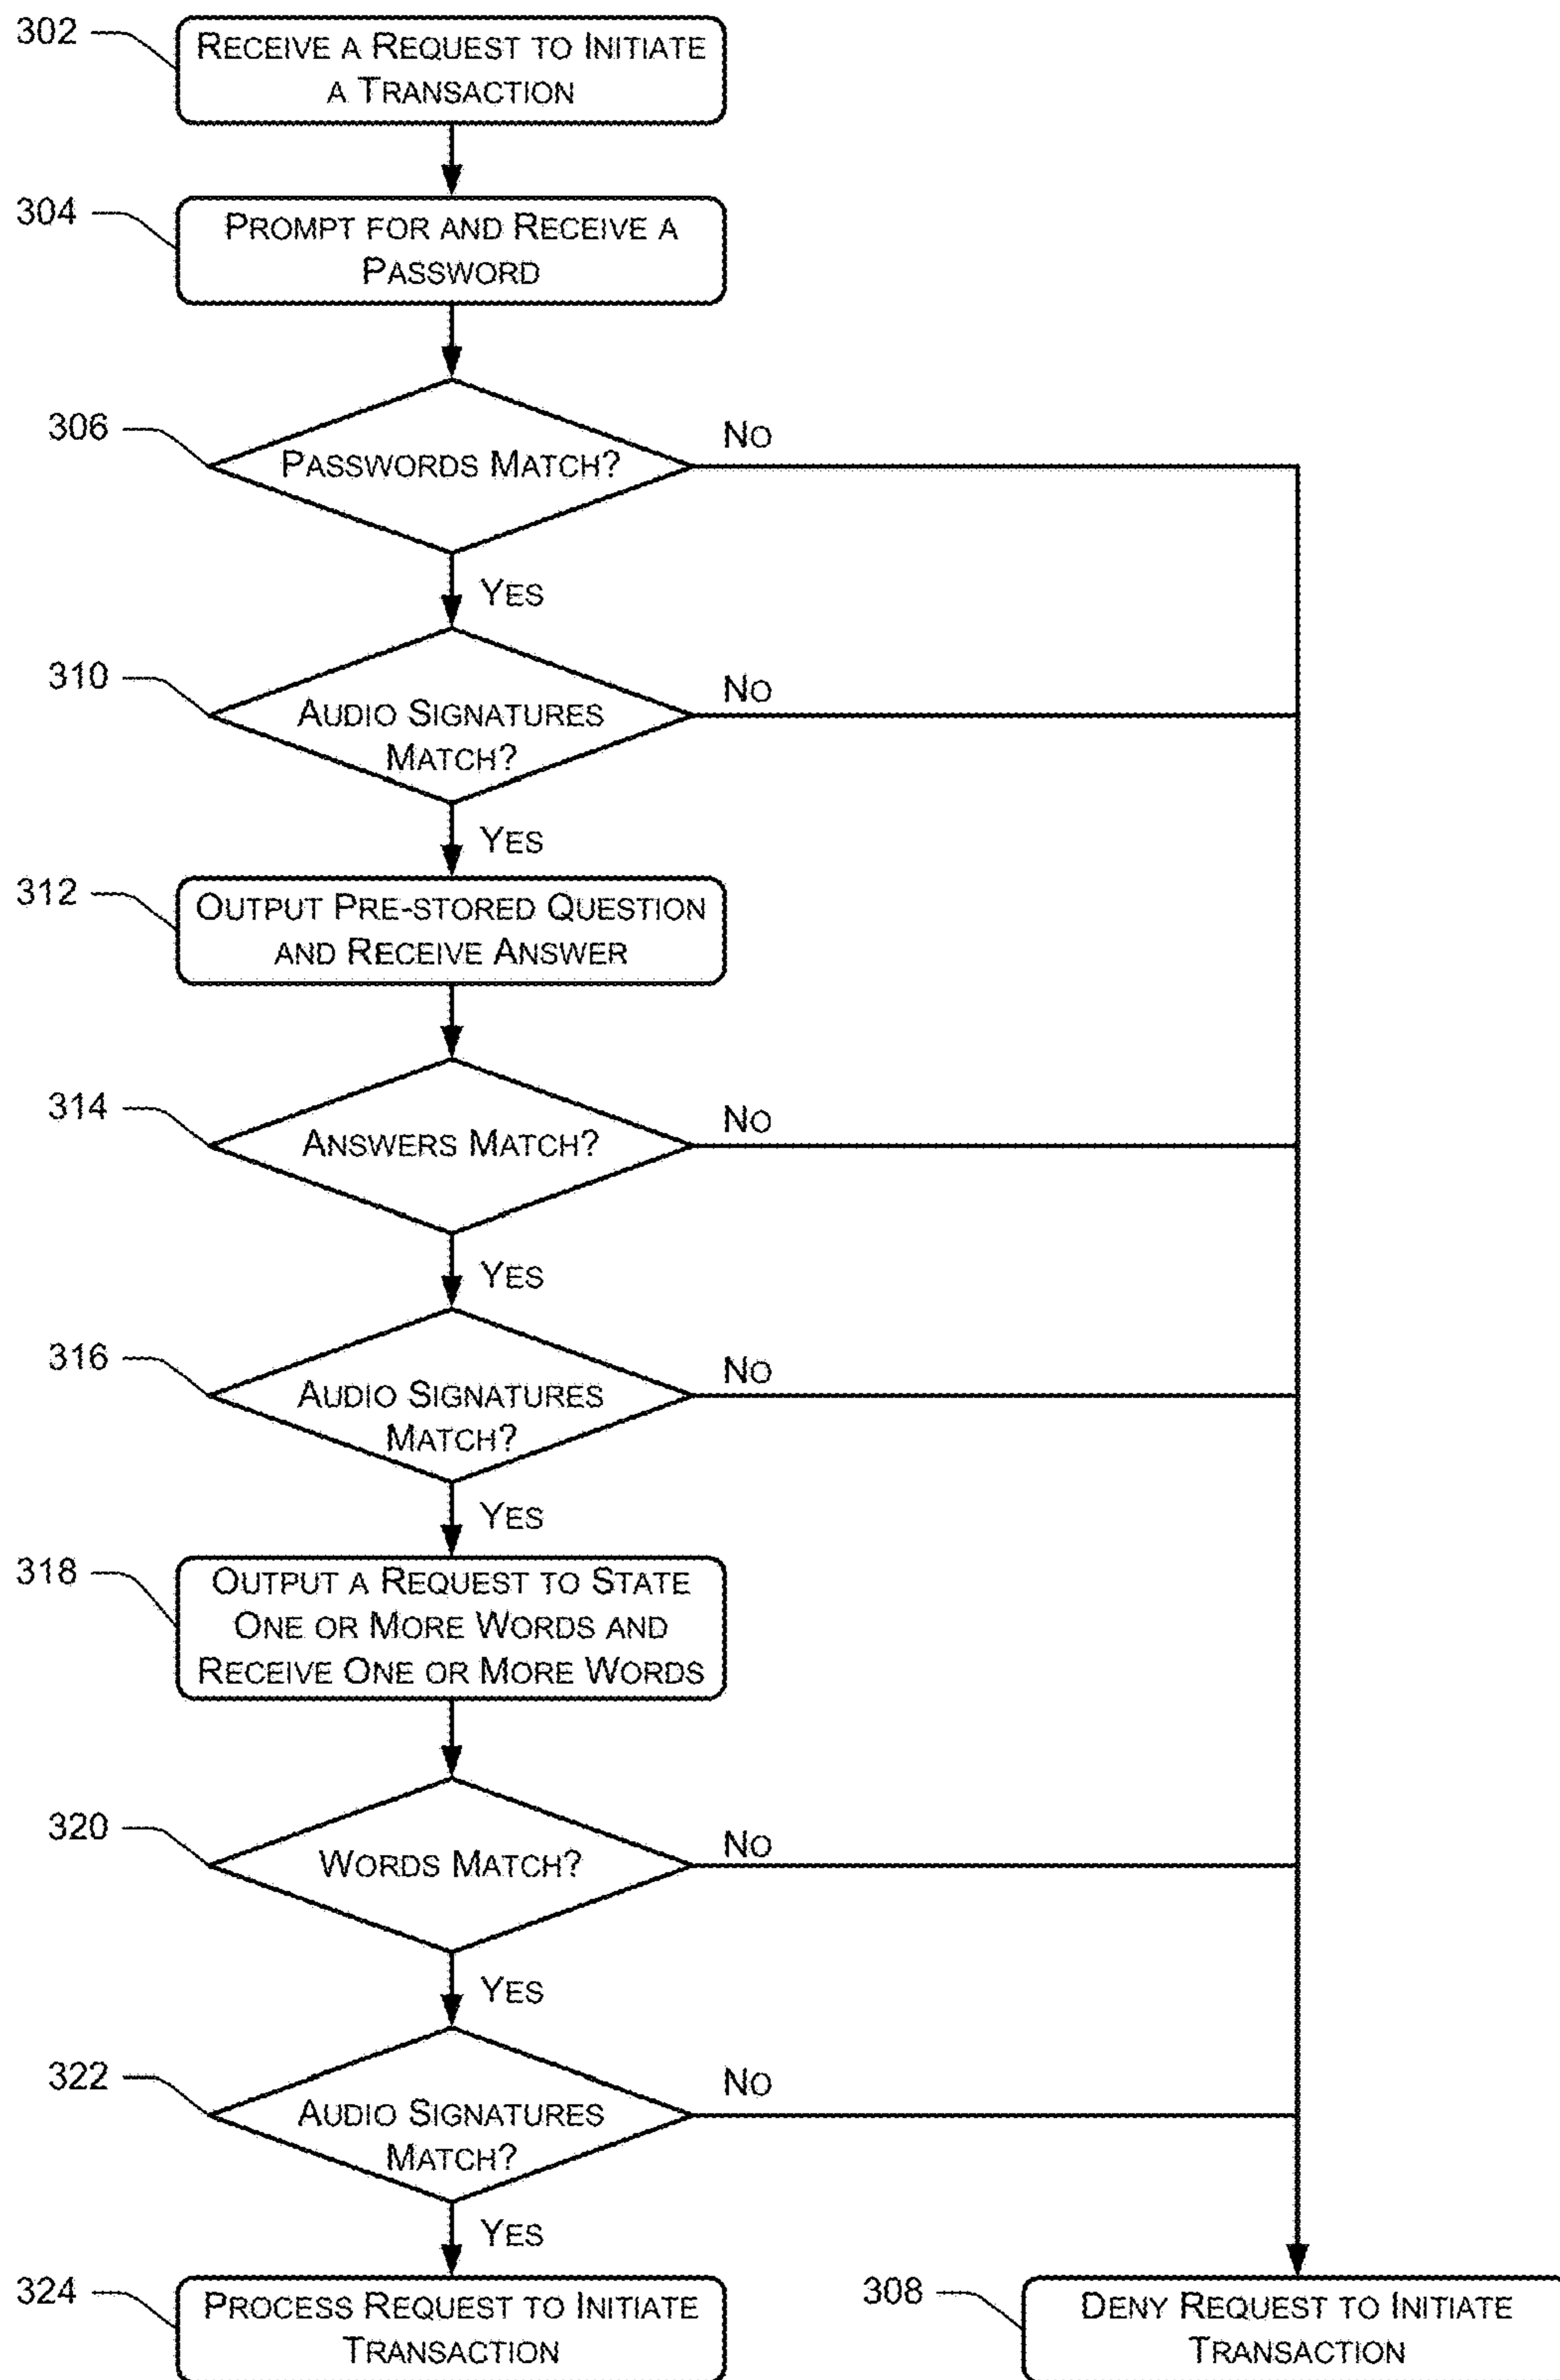 302
RECEIVE A REQUEST TO INITIATE
A TRANSACTION
304
PROMPT FOR AND RECEIVE A
PASSWORD
306
PASSWORDS MATCH?
NO
YES
310
AUDIO SIGNATURES
MATCH?
NO
YES
312
OUTPUT PRE-STORED QUESTION
AND RECEIVE ANSWER
314
ANSWERS MATCH?
NO
YES
316
AUDIO SIGNATURES
MATCH?
NO
YES
318
OUTPUT A REQUEST TO STATE
ONE OR MORE WORDS AND
RECEIVE ONE OR MORE WORDS
320
WORDS MATCH?
NO
YES
322
AUDIO SIGNATURES
MATCH?
NO
YES
324
PROCESS REQUEST TO INITIATE
TRANSACTION
308
DENY REQUEST TO INITIATE
TRANSACTION